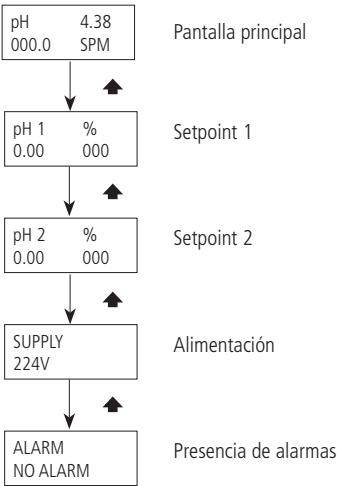 pH 4.38
000.0 SPM
Pantalla principal
pH 1 %
0.00 000
Setpoint 1
pH 2 %
0.00 000
Setpoint 2
SUPPLY
224V
Alimentación
ALARM
NO ALARM
Presencia de alarmas